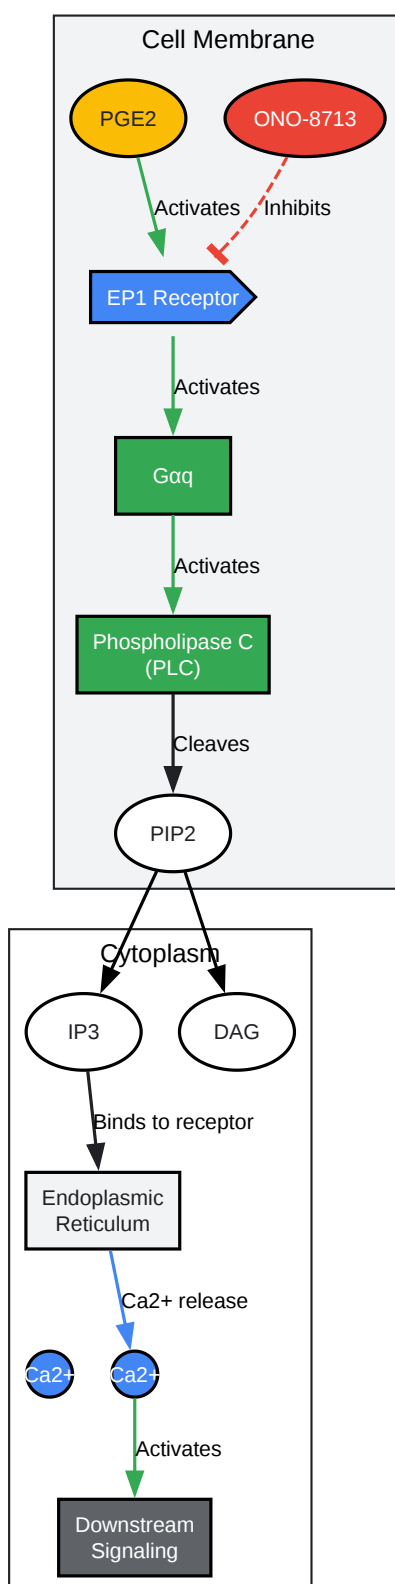 Cell Membrane
PGE2
ONO-8713
Activates
Inhibits
EP1 Receptor
Activates
Gαq
Activates
Phospholipase C
(PLC)
Cleaves
PIP2
Cytoplasm
IP3
DAG
Binds to receptor
Endoplasmic
Reticulum
Ca2+ release
Ca2+
Ca2+
Activates
Downstream
Signaling